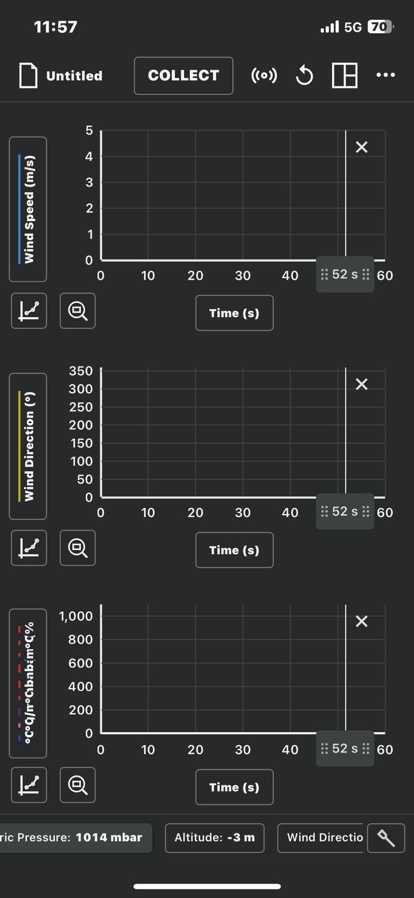 11:57 5G 70
Untitled COLLECT
Wind Speed (m/s)
5
4
3
2
1
0
0 10 20 30 40 52 s 60
Time (s)
Wind Direction (°)
350
300
250
200
150
100
50
0
0 10 20 30 40 52 s 60
Time (s)
1,000
800
600
400
200
0
0 10 20 30 40 52 s 60
Time (s)
ric Pressure: 1014 mbar Altitude: -3 m Wind Directio